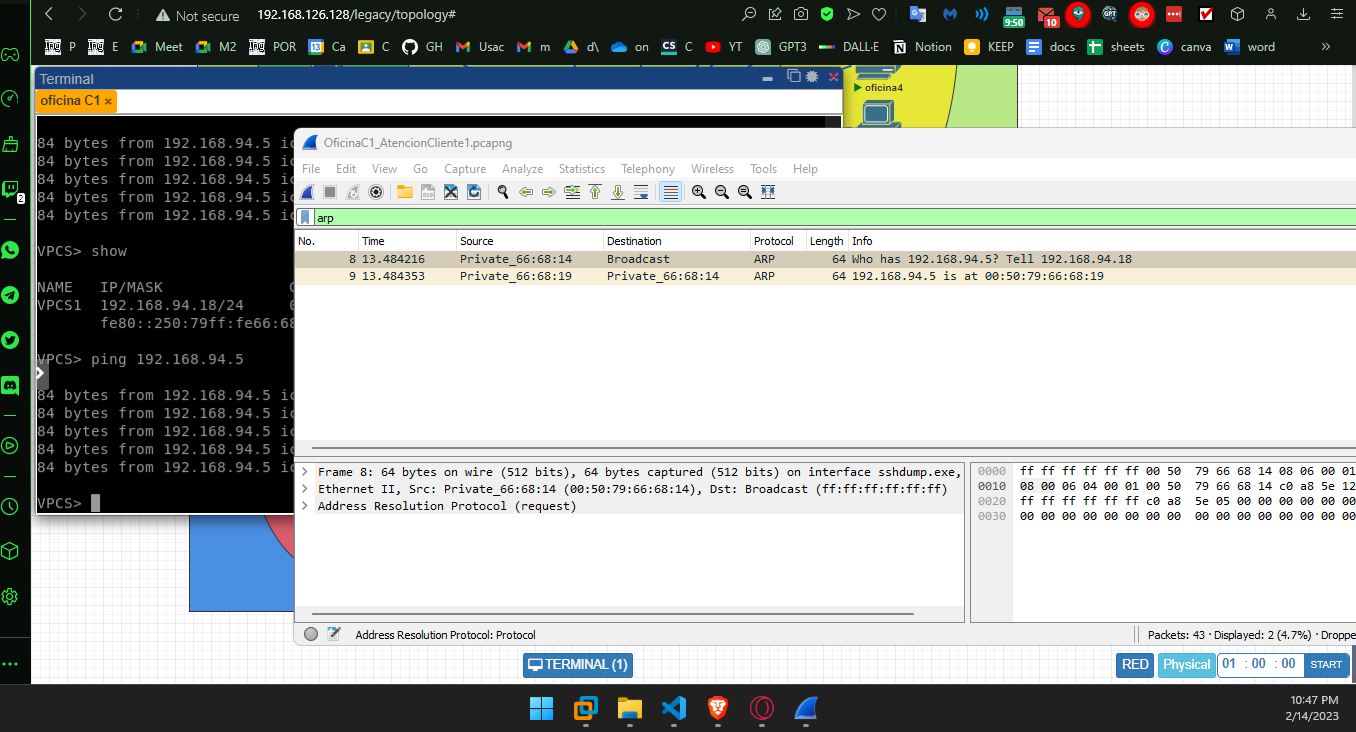 Not secure 192.168.126.128/legacy/topology#
GPT 9:50 10
IRG P IRG E Meet M2 IRG POR 13 Ca C GH Usac m d\ on CS C YT GPT3 DALL·E Notion KEEP docs sheets canva word »
Terminal
oficina C1 ×
oficina4
2
84 bytes from 192.168.94.5 ic
84 bytes from 192.168.94.5 ic
84 bytes from 192.168.94.5 ic
84 bytes from 192.168.94.5 ic
84 bytes from 192.168.94.5 ic
VPCS> show
NAME IP/MASK
VPCS1 192.168.94.18/24
fe80::250:79ff:fe66:68
VPCS> ping 192.168.94.5
84 bytes from 192.168.94.5 ic
84 bytes from 192.168.94.5 ic
84 bytes from 192.168.94.5 ic
84 bytes from 192.168.94.5 ic
84 bytes from 192.168.94.5 ic
VPCS>
OficinaC1_AtencionCliente1.pcapng
File Edit View Go Capture Analyze Statistics Telephony Wireless Tools Help
arp
No. Time Source Destination Protocol Length Info
8 13.484216 Private_66:68:14 Broadcast ARP 64 Who has 192.168.94.5? Tell 192.168.94.18
9 13.484353 Private_66:68:19 Private_66:68:14 ARP 64 192.168.94.5 is at 00:50:79:66:68:19
> Frame 8: 64 bytes on wire (512 bits), 64 bytes captured (512 bits) on interface sshdump.exe,
> Ethernet II, Src: Private_66:68:14 (00:50:79:66:68:14), Dst: Broadcast (ff:ff:ff:ff:ff:ff)
> Address Resolution Protocol (request)
0000 ff ff ff ff ff ff 00 50 79 66 68 14 08 06 00 01
0010 08 00 06 04 00 01 00 50 79 66 68 14 c0 a8 5e 12
0020 ff ff ff ff ff ff c0 a8 5e 05 00 00 00 00 00 00
0030 00 00 00 00 00 00 00 00 00 00 00 00 00 00 00 00
Address Resolution Protocol: Protocol
Packets: 43 · Displayed: 2 (4.7%) · Droppe
TERMINAL (1)
RED Physical 01 : 00 : 00 START
10:47 PM
2/14/2023